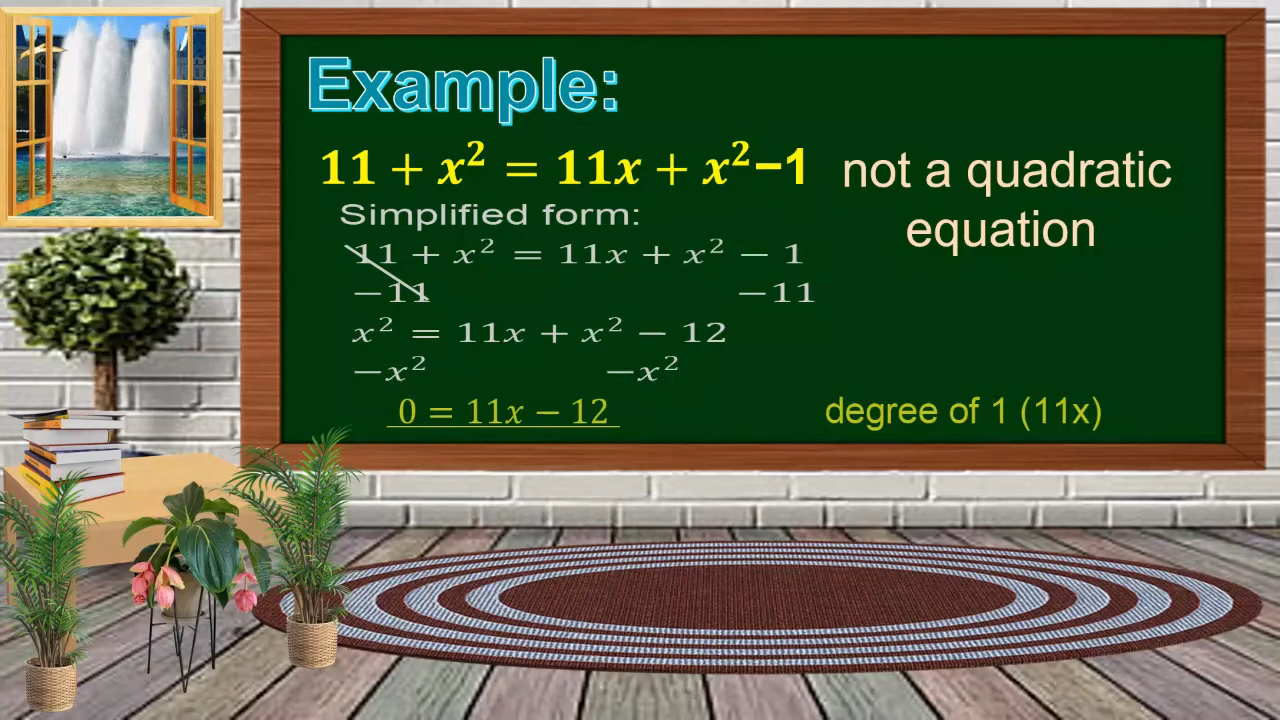 Example:
11 + x² = 11x + x²−1
not a quadratic
equation
Simplified form:
11 + x² = 11x + x² − 1
−11 −11
x² = 11x + x² − 12
−x² −x²
0 = 11x − 12
degree of 1 (11x)